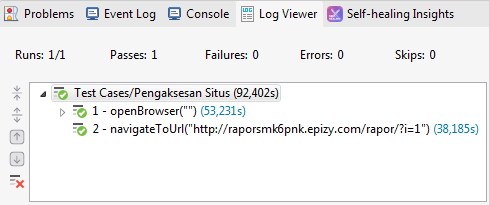 Problems Event Log Console Log Viewer Self-healing Insights
Runs: 1/1 Passes: 1 Failures: 0 Errors: 0 Skips: 0
Test Cases/Pengaksesan Situs (92,402s)
1 - openBrowser("") (53,231s)
2 - navigateToUrl("http://raporsmk6pnk.epizy.com/rapor/?i=1") (38,185s)